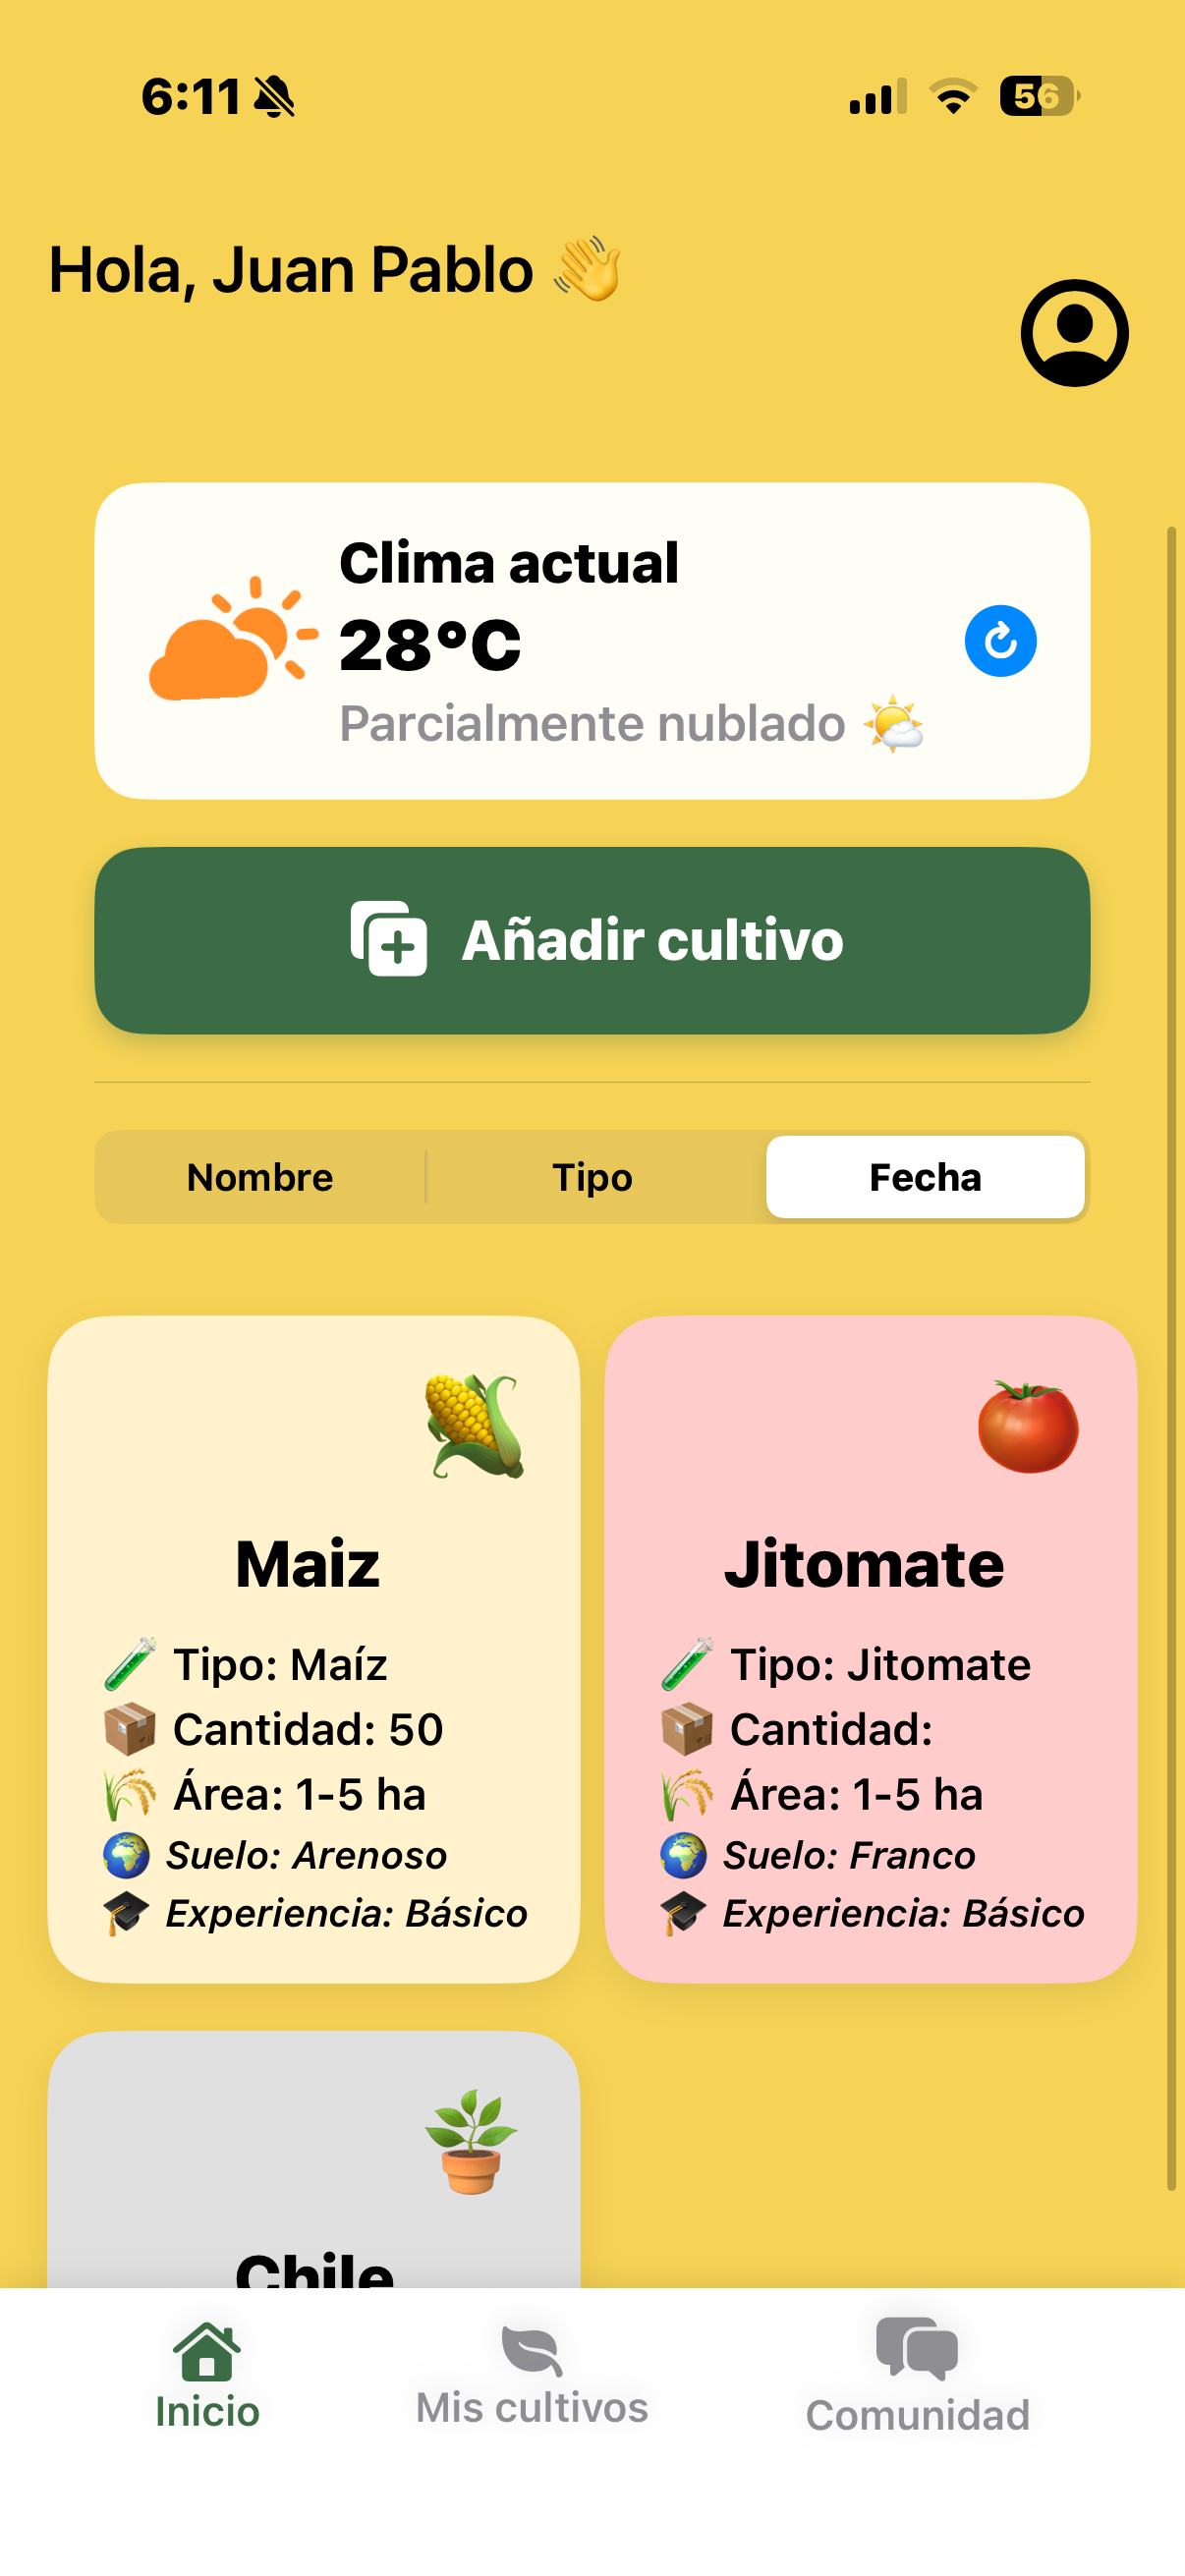 6:11
56
Hola, Juan Pablo 👋
Clima actual
28°C
Parcialmente nublado 🌤️
Añadir cultivo
Nombre
Tipo
Fecha
Maiz
🧪 Tipo: Maíz
📦 Cantidad: 50
🌾 Área: 1-5 ha
🌍 Suelo: Arenoso
🎓 Experiencia: Básico
Jitomate
🧪 Tipo: Jitomate
📦 Cantidad:
🌾 Área: 1-5 ha
🌍 Suelo: Franco
🎓 Experiencia: Básico
Chile
Inicio
Mis cultivos
Comunidad